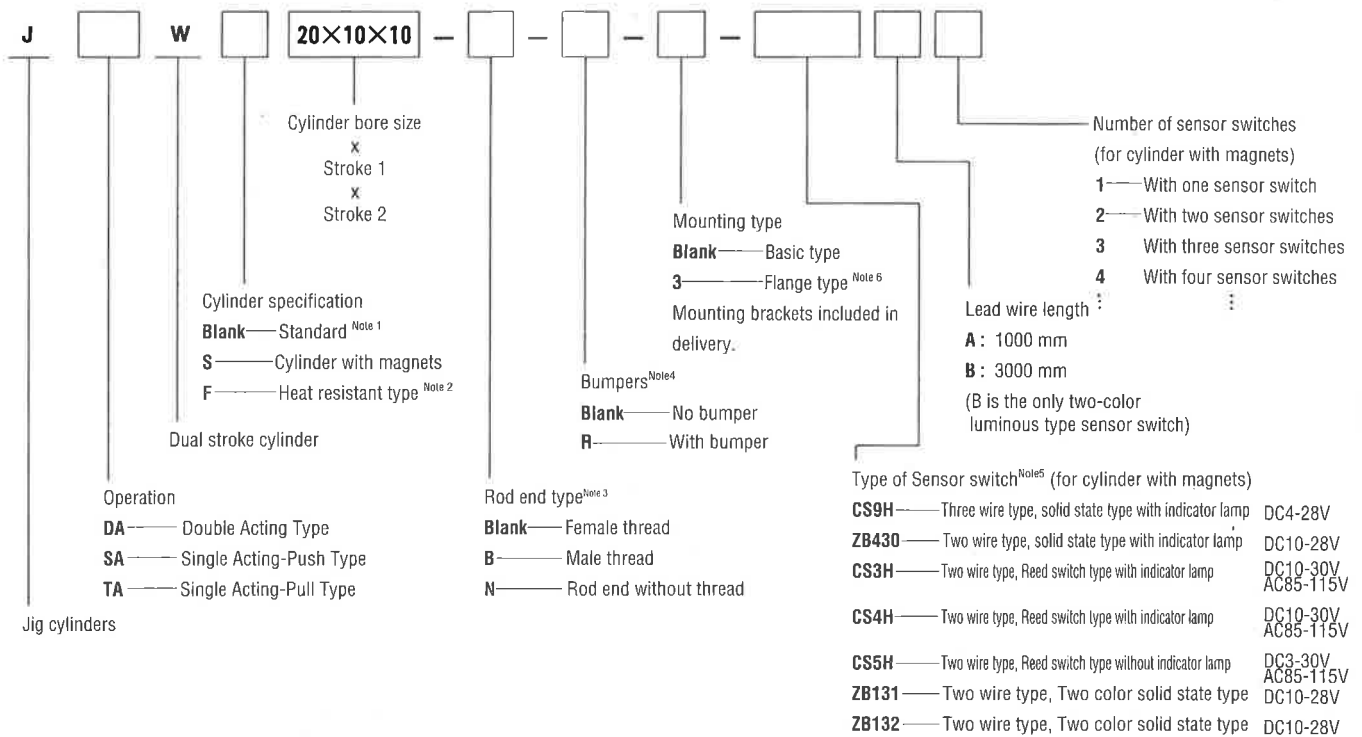 J W 20×10×10 - - - -
Cylinder bore size
x
Stroke 1
x
Stroke 2
Number of sensor switches
(for cylinder with magnets)
1 With one sensor switch
2 With two sensor switches
3 With three sensor switches
4 With four sensor switches
⋮ ⋮
Mounting type
Blank Basic type
3 Flange type Note 6
Mounting brackets included in
delivery.
Lead wire length
A : 1000 mm
B : 3000 mm
(B is the only two-color
luminous type sensor switch)
Cylinder specification
Blank Standard Note 1
S Cylinder with magnets
F Heat resistant type Note 2
Bumpers Note4
Blank No bumper
R With bumper
Dual stroke cylinder
Operation
DA Double Acting Type
SA Single Acting-Push Type
TA Single Acting-Pull Type
Rod end type Note 3
Blank Female thread
B Male thread
N Rod end without thread
Jig cylinders
Type of Sensor switch Note5 (for cylinder with magnets)
CS9H Three wire type, solid state type with indicator lamp DC4-28V
ZB430 Two wire type, solid state type with indicator lamp DC10-28V
CS3H Two wire type, Reed switch type with indicator lamp DC10-30V
AC85-115V
CS4H Two wire type, Reed switch type with indicator lamp DC10-30V
AC85-115V
CS5H Two wire type, Reed switch type without indicator lamp DC3-30V
AC85-115V
ZB131 Two wire type, Two color solid state type DC10-28V
ZB132 Two wire type, Two color solid state type DC10-28V